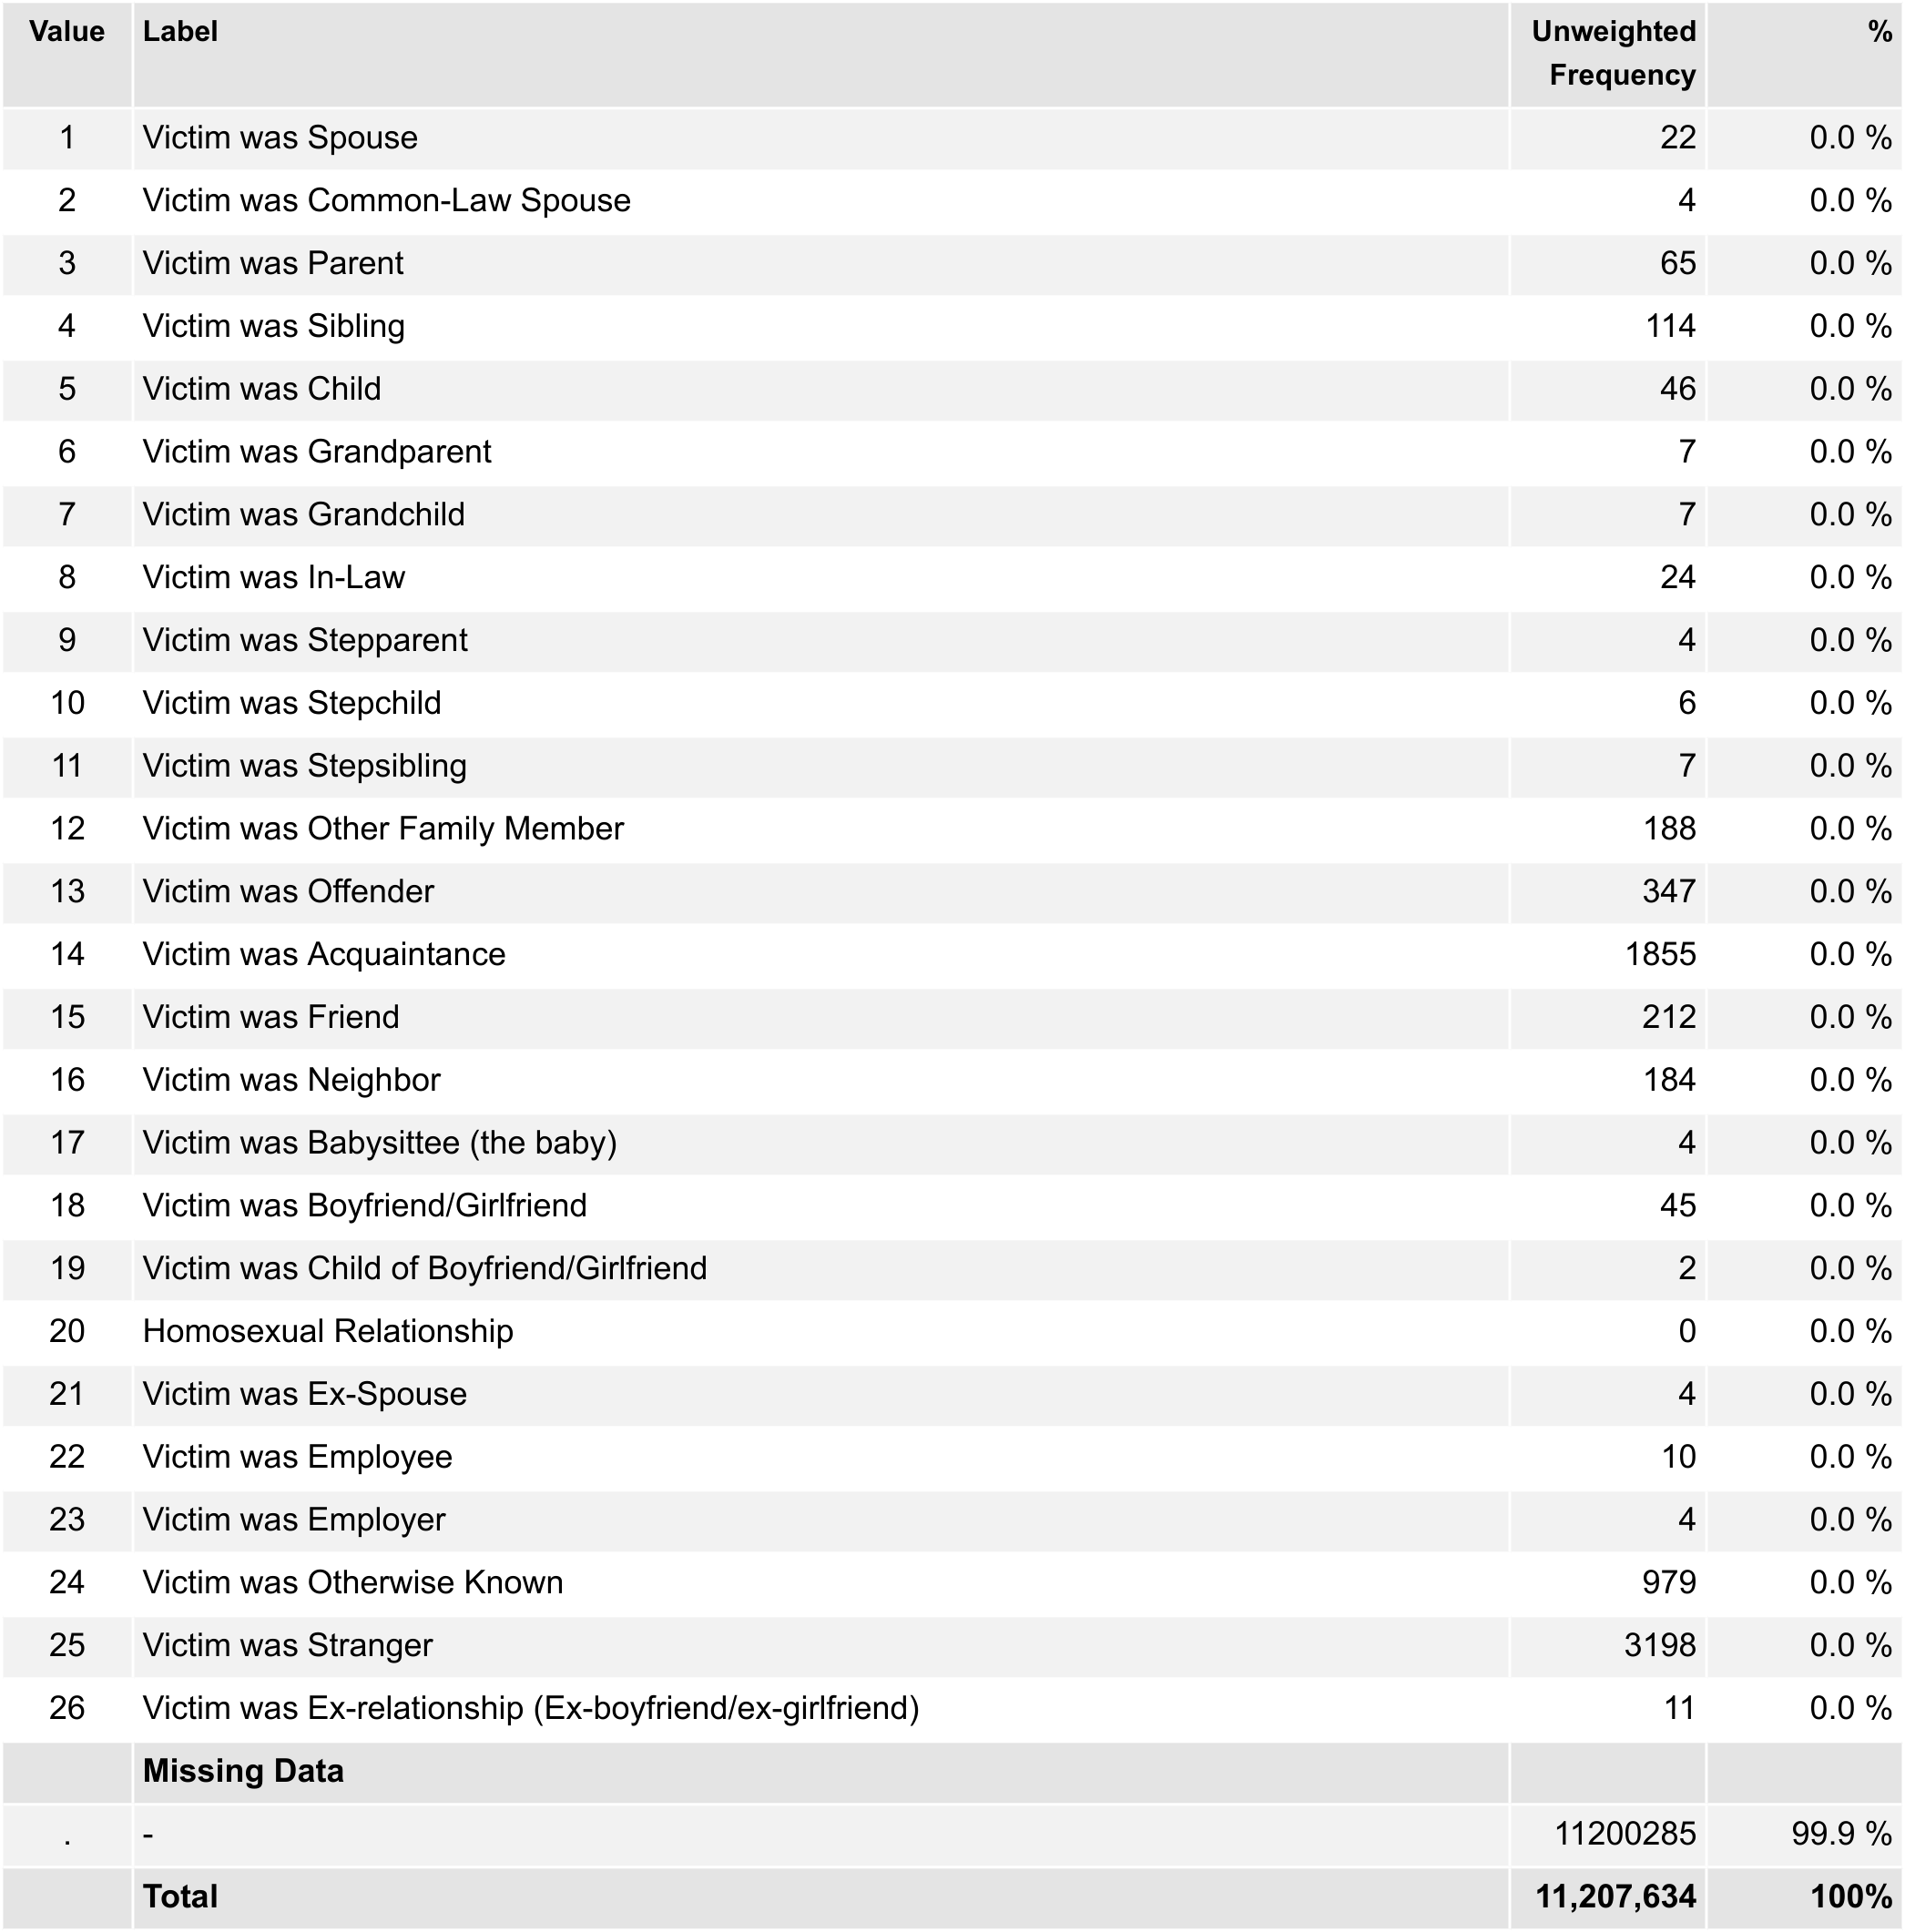 Value Label Unweighted Frequency %
1 Victim was Spouse 22 0.0 %
2 Victim was Common-Law Spouse 4 0.0 %
3 Victim was Parent 65 0.0 %
4 Victim was Sibling 114 0.0 %
5 Victim was Child 46 0.0 %
6 Victim was Grandparent 7 0.0 %
7 Victim was Grandchild 7 0.0 %
8 Victim was In-Law 24 0.0 %
9 Victim was Stepparent 4 0.0 %
10 Victim was Stepchild 6 0.0 %
11 Victim was Stepsibling 7 0.0 %
12 Victim was Other Family Member 188 0.0 %
13 Victim was Offender 347 0.0 %
14 Victim was Acquaintance 1855 0.0 %
15 Victim was Friend 212 0.0 %
16 Victim was Neighbor 184 0.0 %
17 Victim was Babysittee (the baby) 4 0.0 %
18 Victim was Boyfriend/Girlfriend 45 0.0 %
19 Victim was Child of Boyfriend/Girlfriend 2 0.0 %
20 Homosexual Relationship 0 0.0 %
21 Victim was Ex-Spouse 4 0.0 %
22 Victim was Employee 10 0.0 %
23 Victim was Employer 4 0.0 %
24 Victim was Otherwise Known 979 0.0 %
25 Victim was Stranger 3198 0.0 %
26 Victim was Ex-relationship (Ex-boyfriend/ex-girlfriend) 11 0.0 %
Missing Data
. - 11200285 99.9 %
Total 11,207,634 100%